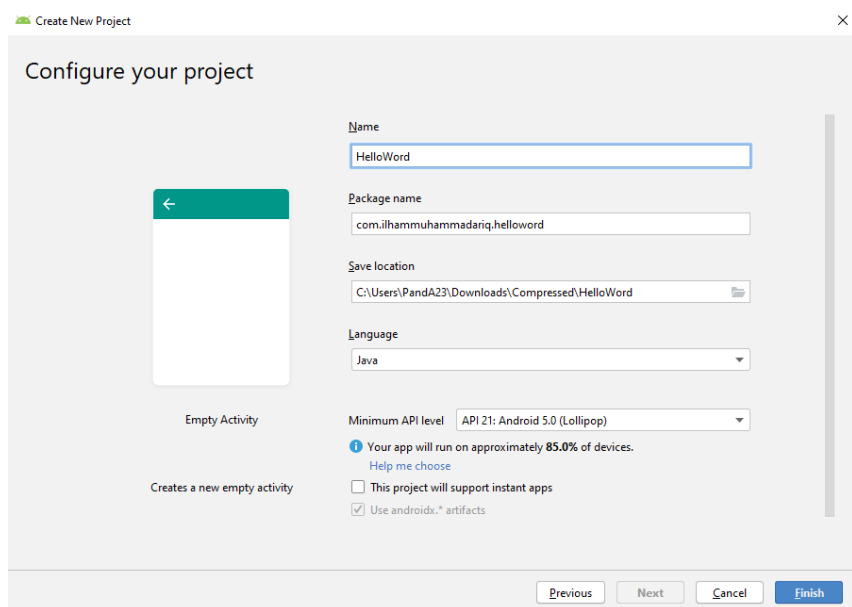 Create New Project
Configure your project
Name
HelloWord
Package name
com.ilhammuhammadariq.helloword
Save location
C:\Users\PandA23\Downloads\Compressed\HelloWord
Language
Java
Empty Activity
Minimum API level API 21: Android 5.0 (Lollipop)
Your app will run on approximately 85.0% of devices.
Help me choose
Creates a new empty activity
This project will support instant apps
Use androidx.* artifacts
Previous Next Cancel Finish